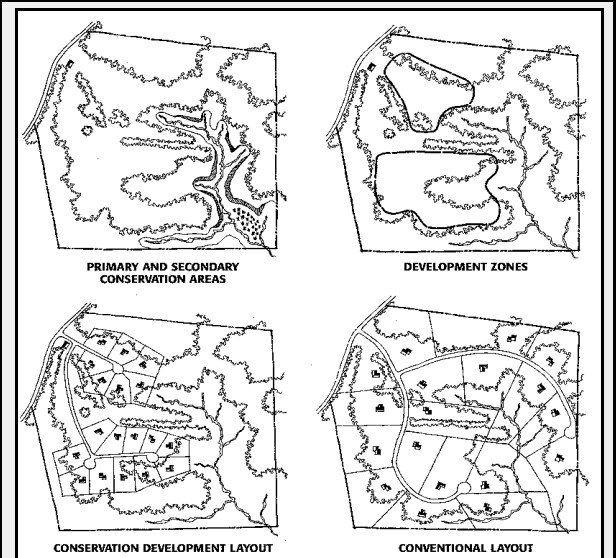 PRIMARY AND SECONDARY
CONSERVATION AREAS
DEVELOPMENT ZONES
CONSERVATION DEVELOPMENT LAYOUT
CONVENTIONAL LAYOUT